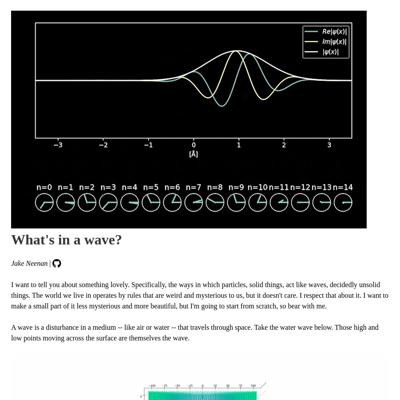 Re|ψ(x)|
Im|ψ(x)|
|ψ(x)|
−3 −2 −1 0 1 2 3
[Å]
n=0 n=1 n=2 n=3 n=4 n=5 n=6 n=7 n=8 n=9 n=10 n=11 n=12 n=13 n=14
What's in a wave?
Jake Neenan |
I want to tell you about something lovely. Specifically, the ways in which particles, solid things, act like waves, decidedly unsolid
things. The world we live in operates by rules that are weird and mysterious to us, but it doesn't care. I respect that about it. I want to
make a small part of it less mysterious and more beautiful, but I'm going to start from scratch, so bear with me.
A wave is a disturbance in a medium -- like air or water -- that travels through space. Take the water wave below. Those high and
low points moving across the surface are themselves the wave.